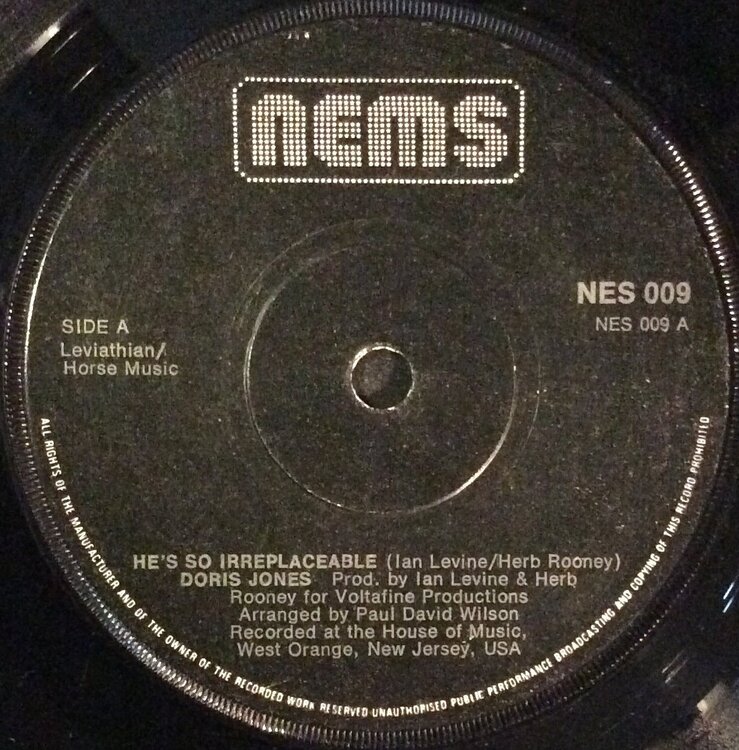 nems
NES 009
NES 009 A
SIDE A
Leviathian/
Horse Music
HE'S SO IRREPLACEABLE (Ian Levine/Herb Rooney)
DORIS JONES Prod. by Ian Levine & Herb
Rooney for Voltafine Productions
Arranged by Paul David Wilson
Recorded at the House of Music,
West Orange, New Jersey, USA
ALL RIGHTS OF THE MANUFACTURER AND OF THE OWNER OF THE RECORDED WORK RESERVED UNAUTHORISED PUBLIC PERFORMANCE BROADCASTING AND COPYING OF THIS RECORD PROHIBITED